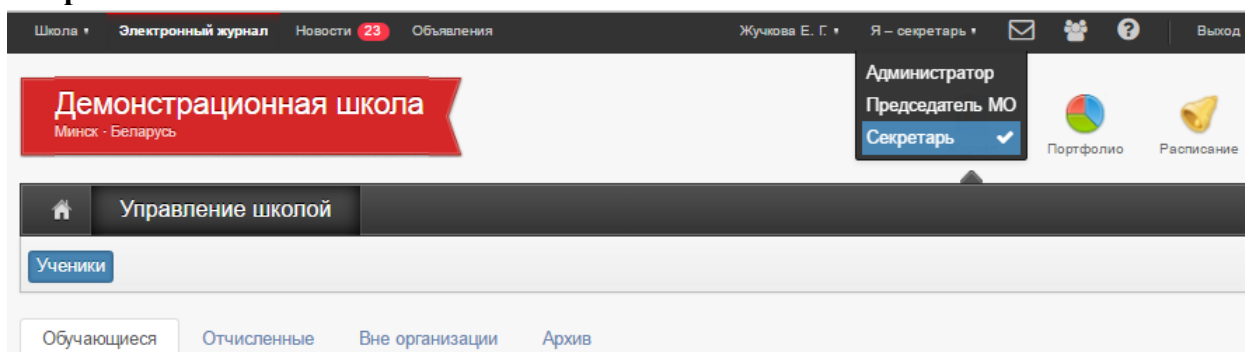 Школа
Электронный журнал
Новости 23
Объявления
Жучкова Е. Г.
Я – секретарь
Выход
Администратор
Председатель МО
Секретарь
Демонстрационная школа
Минск · Беларусь
Портфолио
Расписание
Управление школой
Ученики
Обучающиеся
Отчисленные
Вне организации
Архив